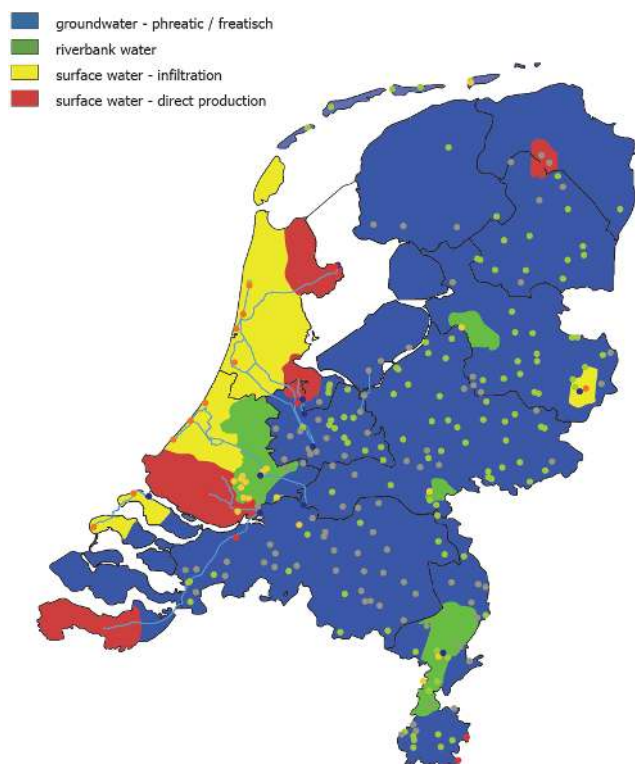 groundwater - phreatic / freatisch
riverbank water
surface water - infiltration
surface water - direct production